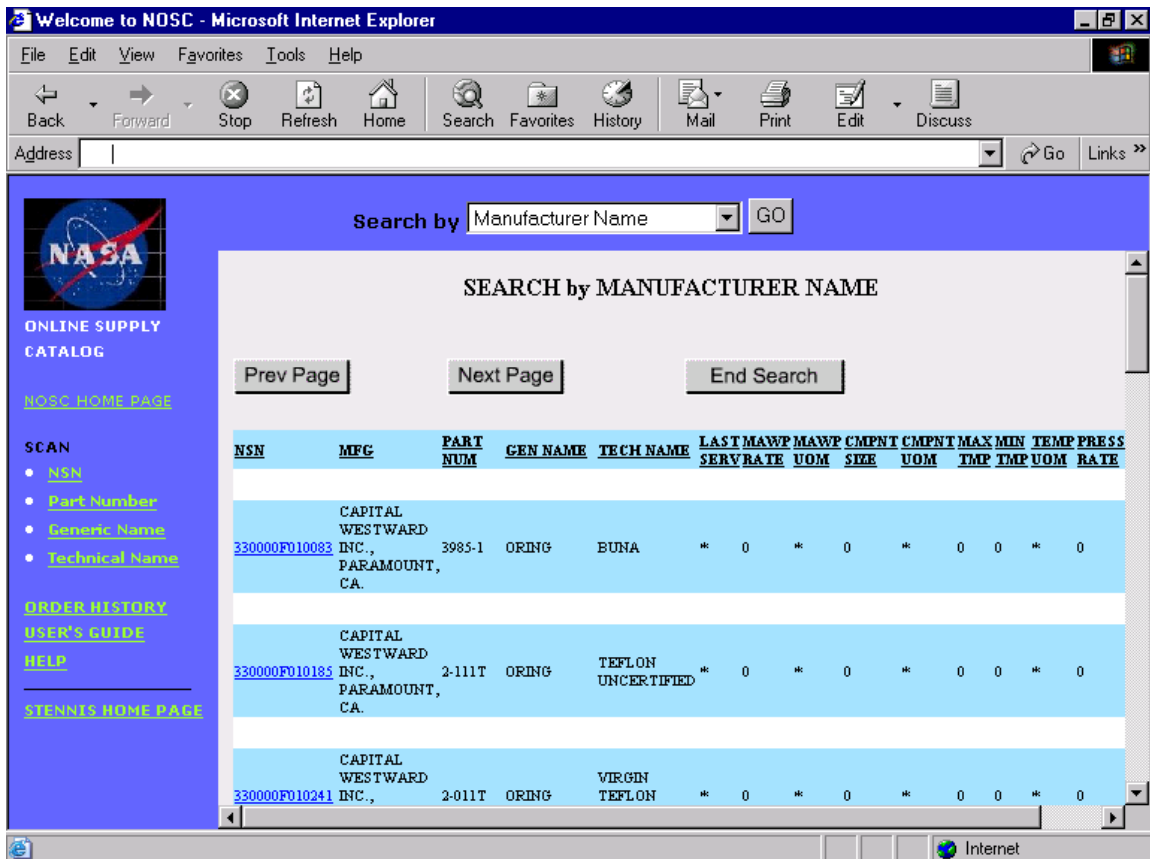 Welcome to NOSC - Microsoft Internet Explorer
File Edit View Favorites Tools Help
Back Forward Stop Refresh Home Search Favorites History Mail Print Edit Discuss
Address Go Links »
NASA
ONLINE SUPPLY
CATALOG
NOSC HOME PAGE
SCAN
• NSN
• Part Number
• Generic Name
• Technical Name
ORDER HISTORY
USER'S GUIDE
HELP
STENNIS HOME PAGE
Search by Manufacturer Name GO
SEARCH by MANUFACTURER NAME
Prev Page Next Page End Search
NSN MFG PART NUM GEN NAME TECH NAME LAST SERV MAWP RATE MAWP UOM CMPNT SIZE CMPNT UOM MAX TMP MIN TMP TEMP UOM PRESS RATE
CAPITAL
WESTWARD
330000F010083 INC., 3985-1 ORING BUNA * 0 * 0 * 0 0 * 0
PARAMOUNT,
CA.
CAPITAL
WESTWARD
330000F010185 INC., 2-111T ORING TEFLON UNCERTIFIED * 0 * 0 * 0 0 * 0
PARAMOUNT,
CA.
CAPITAL
WESTWARD
330000F010241 INC., 2-011T ORING VIRGIN TEFLON * 0 * 0 * 0 0 * 0
Internet